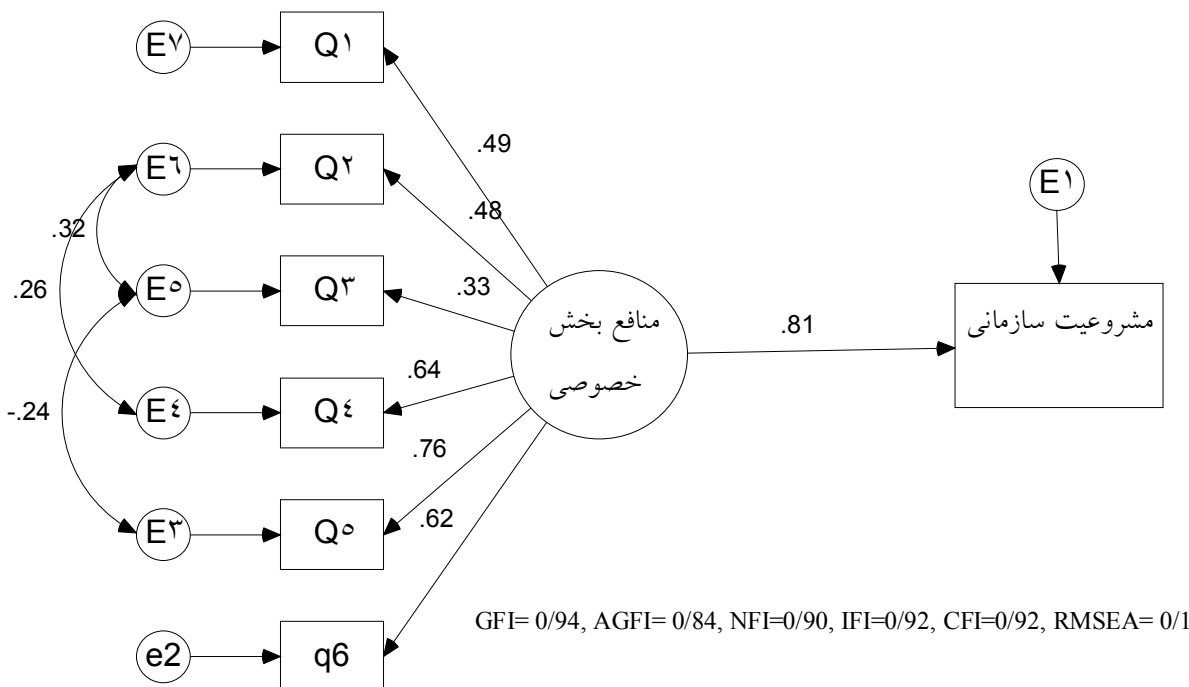 E٧
Q١
.49
E٦
Q٢
.48
E١
.32
.26
E٥
Q٣
.33
منافع بخش
خصوصی
.81
مشروعیت سازمانی
.64
E٤
Q٤
-.24
.76
.62
E٣
Q٥
GFI= 0/94, AGFI= 0/84, NFI=0/90, IFI=0/92, CFI=0/92, RMSEA= 0/1
e2
q6